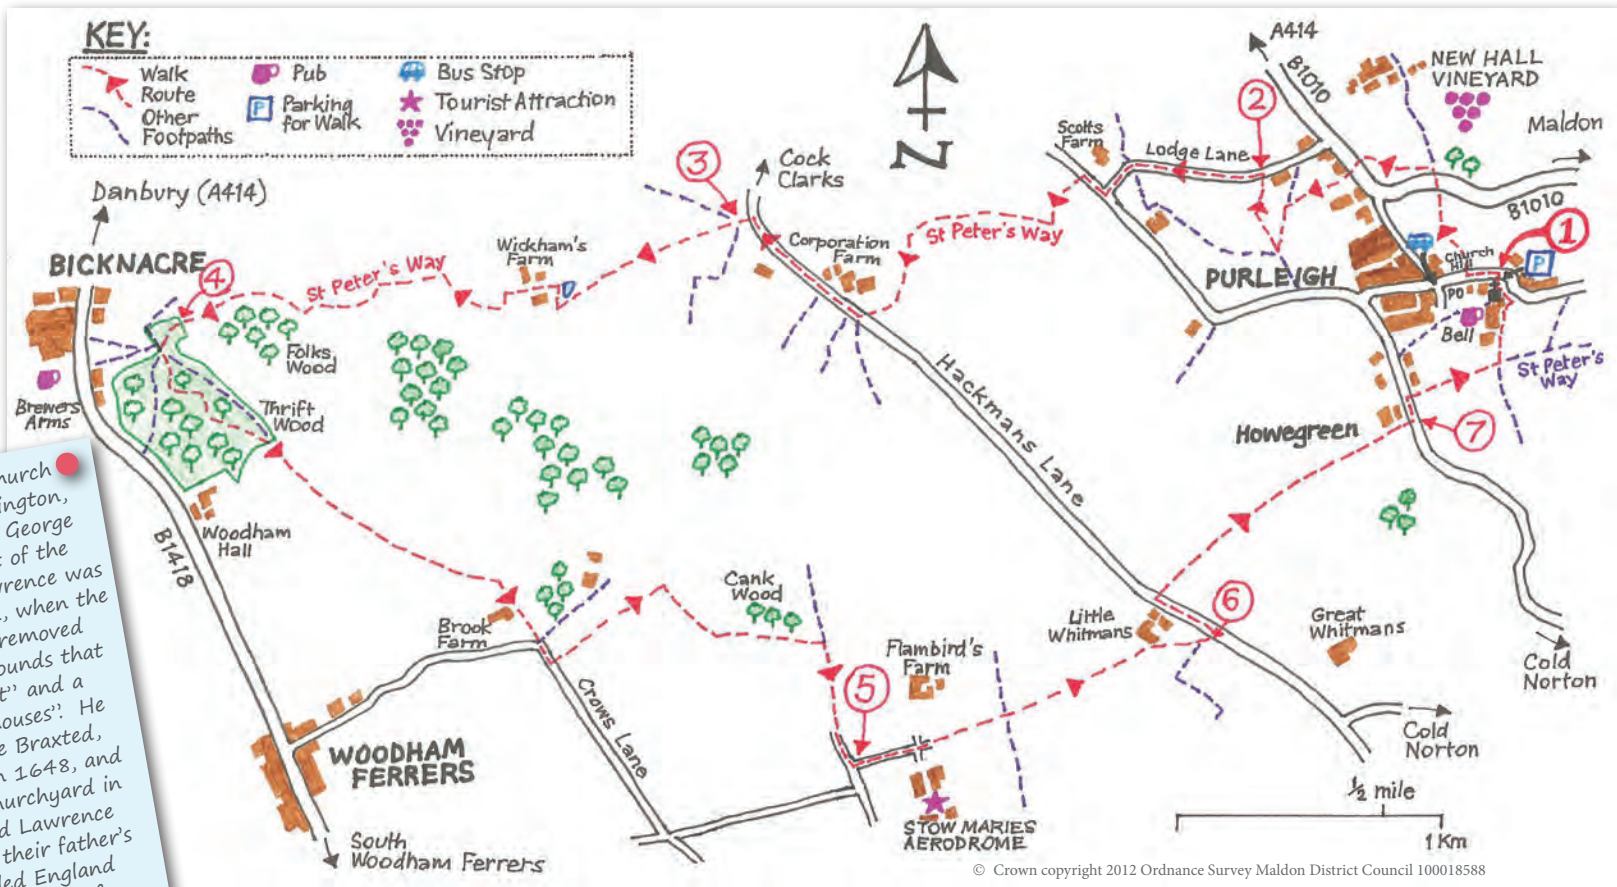 KEY:
Walk
Route
Other
Footpaths
Pub
P
Parking
for Walk
Bus Stop
Tourist Attraction
Vineyard
N
A414
B1010
NEW HALL
VINEYARD
Maldon
B1010
2
Scotts
Farm
Lodge Lane
3
Cock
Clarks
Danbury (A414)
BICKNACRE
4
St Peter's Way
Wickham's
Farm
Corporation
Farm
St Peter's Way
PURLEIGH
Church
Hill
1
P
PO
Bell
St Peter's
Way
Folks
Wood
Thrift
Wood
Brewers
Arms
Hackmans Lane
Howegreen
7
Woodham
Hall
B1418
Cank
Wood
Brook
Farm
Little
Whitmans
6
Great
Whitmans
Cold
Norton
Flambird's
Farm
5
Crows Lane
Cold
Norton
WOODHAM
FERRERS
South
Woodham Ferrers
STOW MARIES
AERODROME
1/2 mile
1 Km
© Crown copyright 2012 Ordnance Survey Maldon District Council 100018588
hurch
ington,
George
of the
rence was
, when the
removed
ounds that
t" and a
ouses". He
e Braxted,
n 1648, and
urchyard in
d Lawrence
their father's
led England